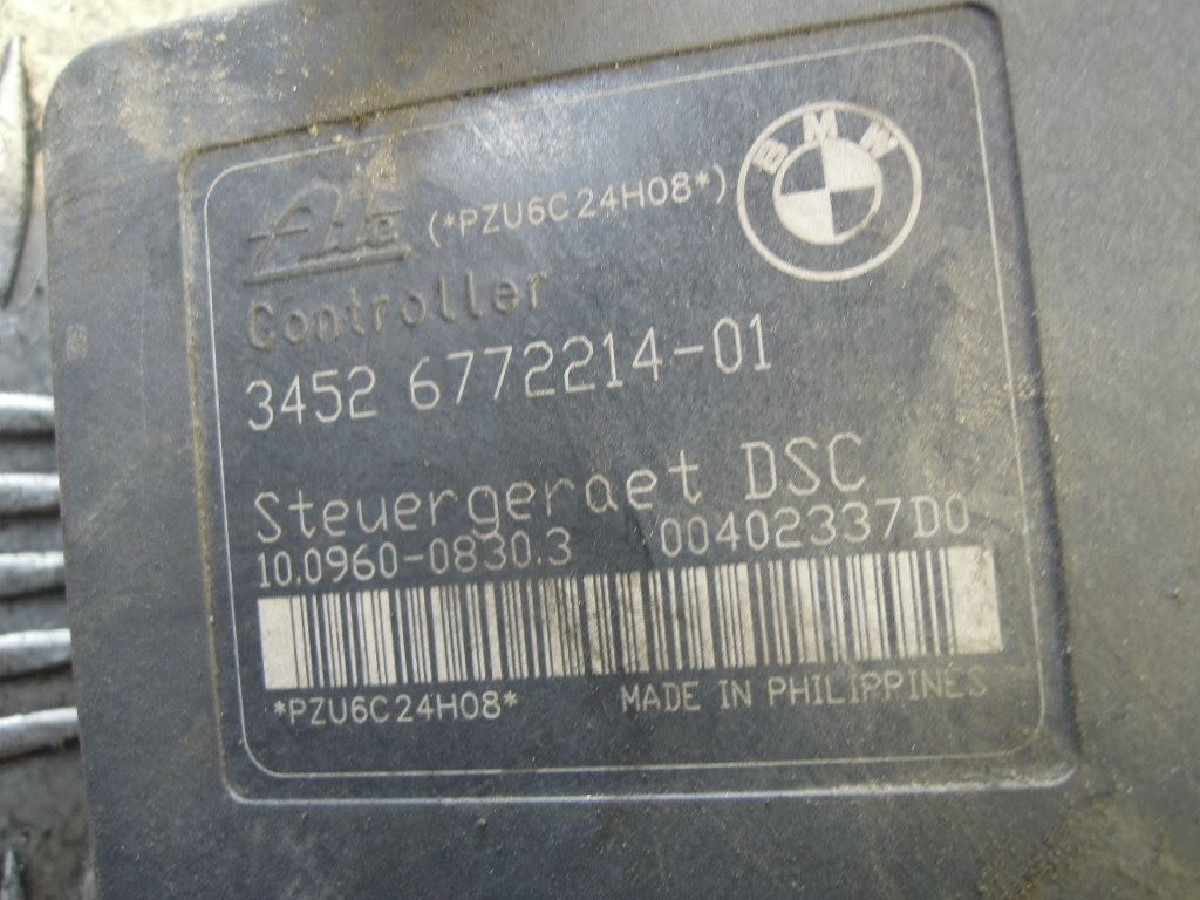 BMW
Ate (*PZU6C24H08*)
Controller
3452 6772214-01
Steuergeraet DSC
10.0960-0830.3 00402337D0
*PZU6C24H08* MADE IN PHILIPPINES